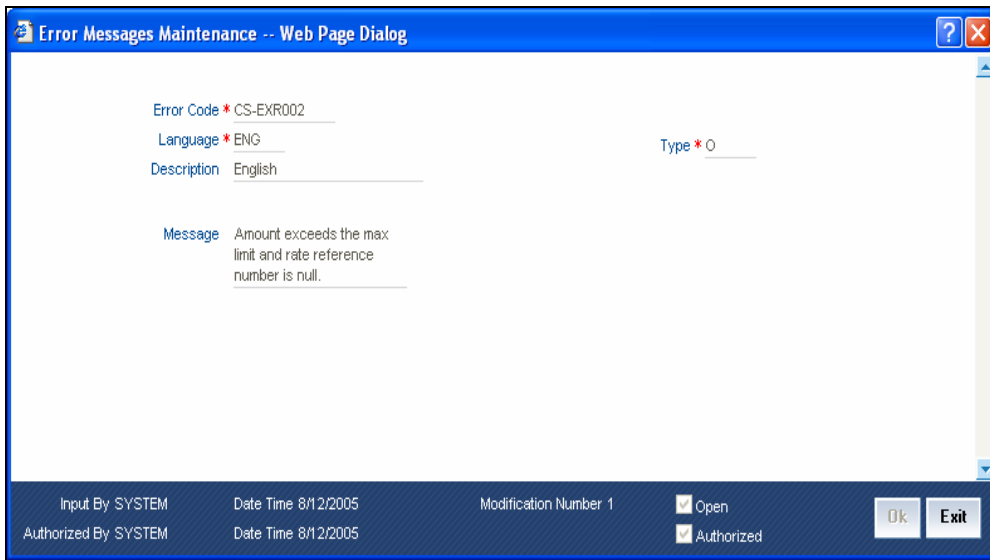 Error Messages Maintenance -- Web Page Dialog
?
X
Error Code * CS-EXR002
Language * ENG
Type * O
Description English
Message Amount exceeds the max
limit and rate reference
number is null.
Input By SYSTEM Date Time 8/12/2005 Modification Number 1 Open
Authorized By SYSTEM Date Time 8/12/2005 Authorized
Ok Exit